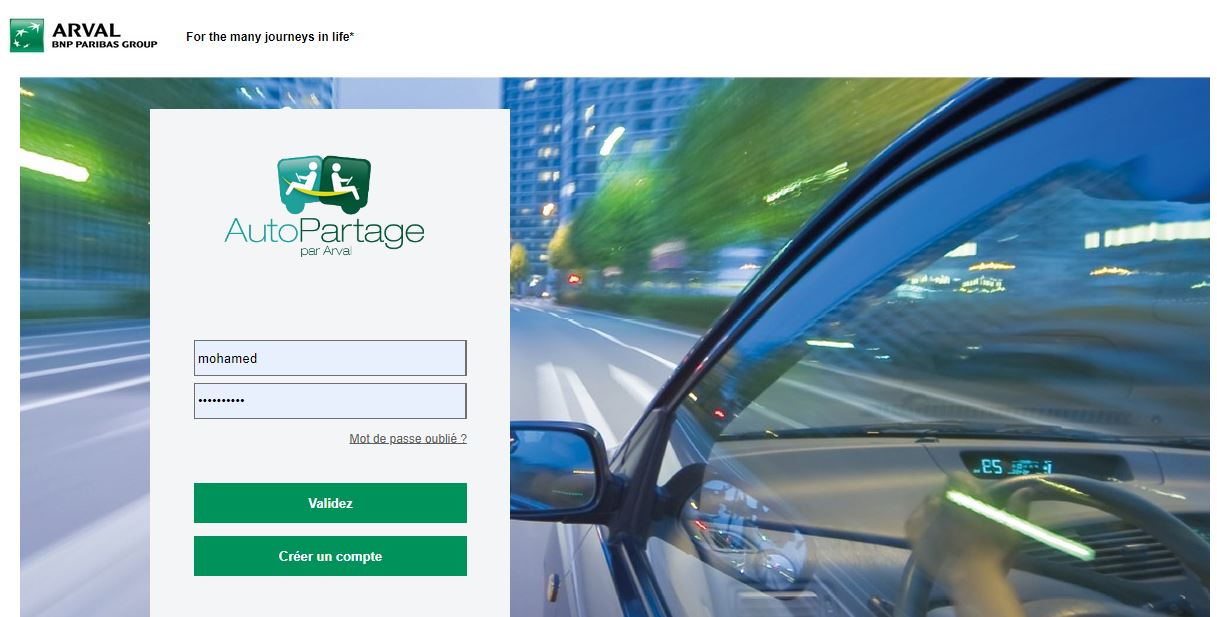 ARVAL
BNP PARIBAS GROUP
For the many journeys in life*
AutoPartage
par Arval
mohamed
••••••••••
Mot de passe oublié ?
Validez
Créer un compte